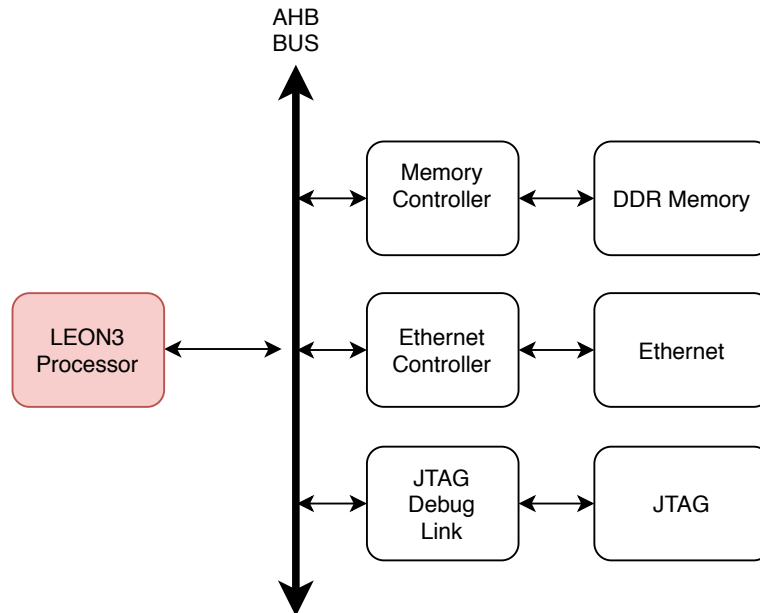 AHB
BUS
Memory
Controller
DDR Memory
LEON3
Processor
Ethernet
Controller
Ethernet
JTAG
Debug
Link
JTAG